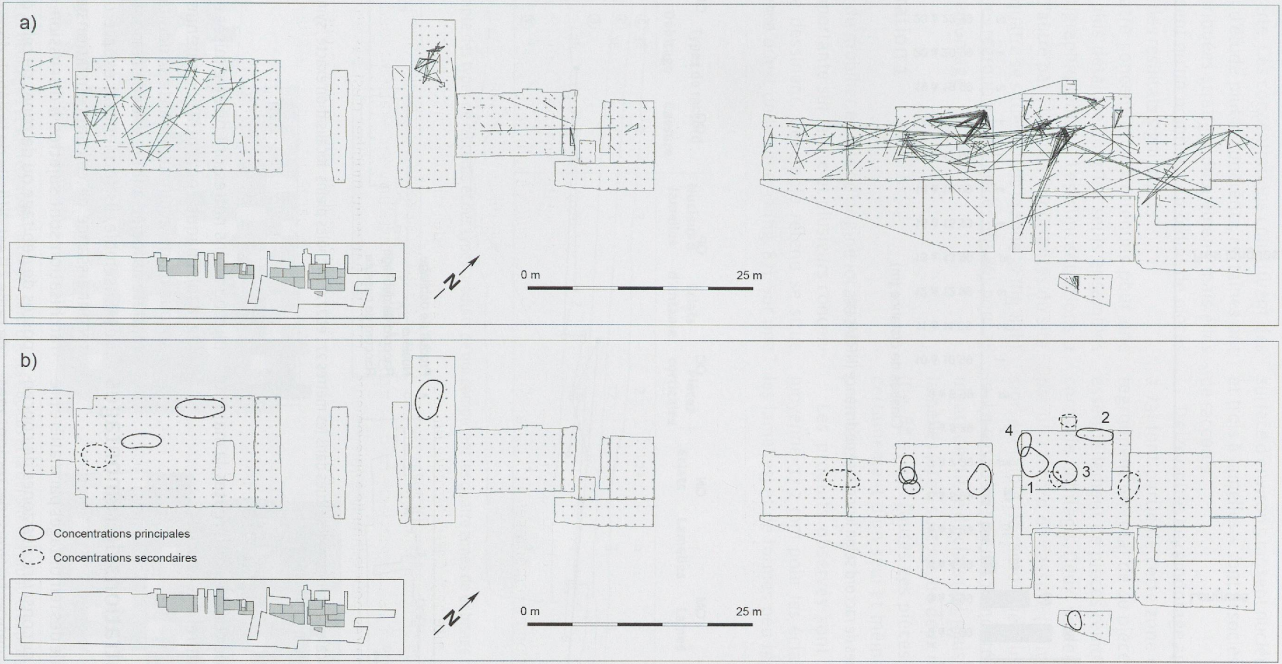 a)
N
0 m 25 m
b)
4
2
3
1
Concentrations principales
Concentrations secondaires
N
0 m 25 m